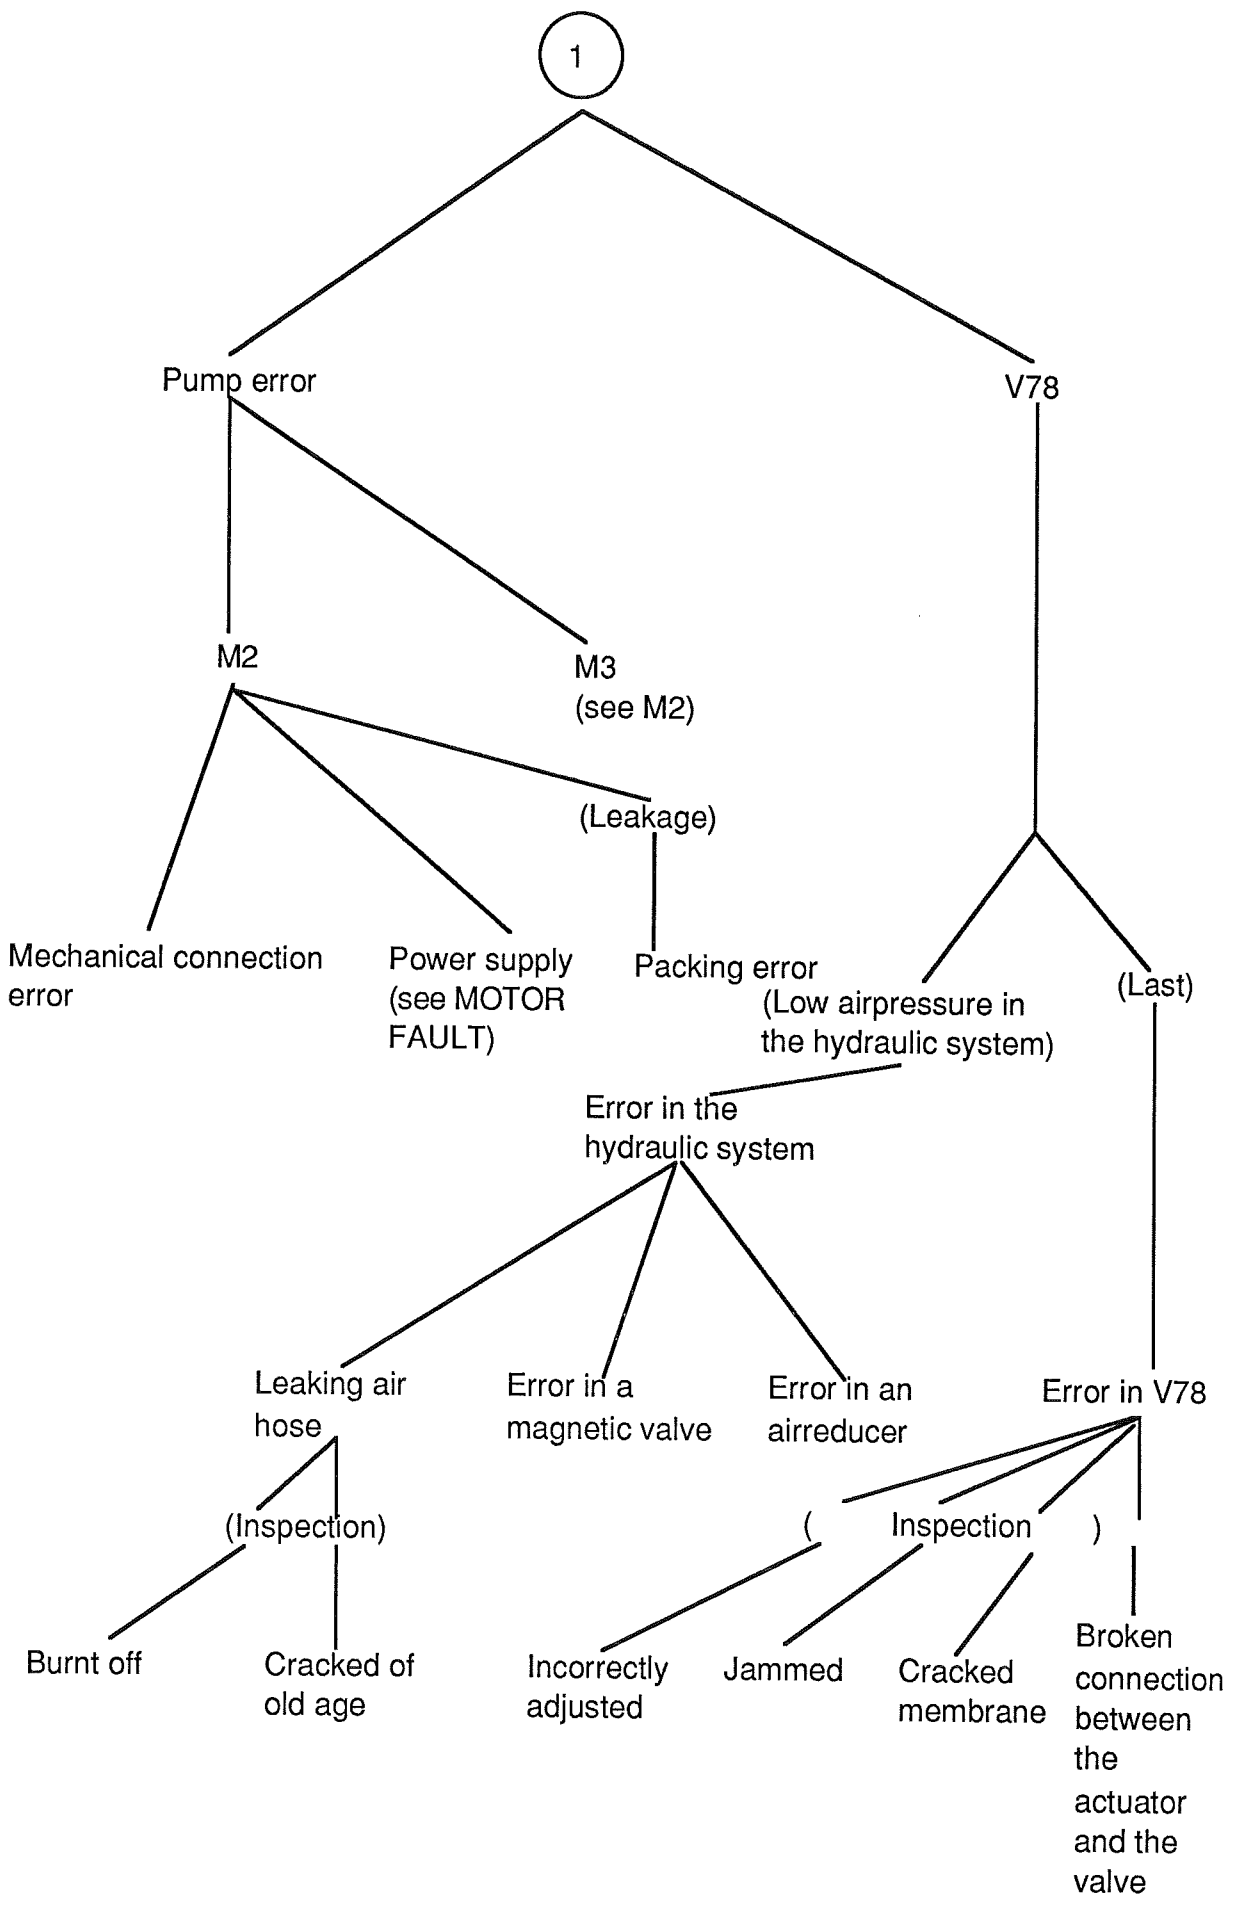 1
Pump error
V78
M2
M3
(see M2)
(Leakage)
Mechanical connection
error
Power supply
(see MOTOR
FAULT)
Packing error
(Low airpressure in
the hydraulic system)
(Last)
Error in the
hydraulic system
Leaking air
hose
Error in a
magnetic valve
Error in an
airreducer
Error in V78
(Inspection)
( Inspection )
Burnt off
Cracked of
old age
Incorrectly
adjusted
Jammed
Cracked
membrane
Broken
connection
between
the
actuator
and the
valve